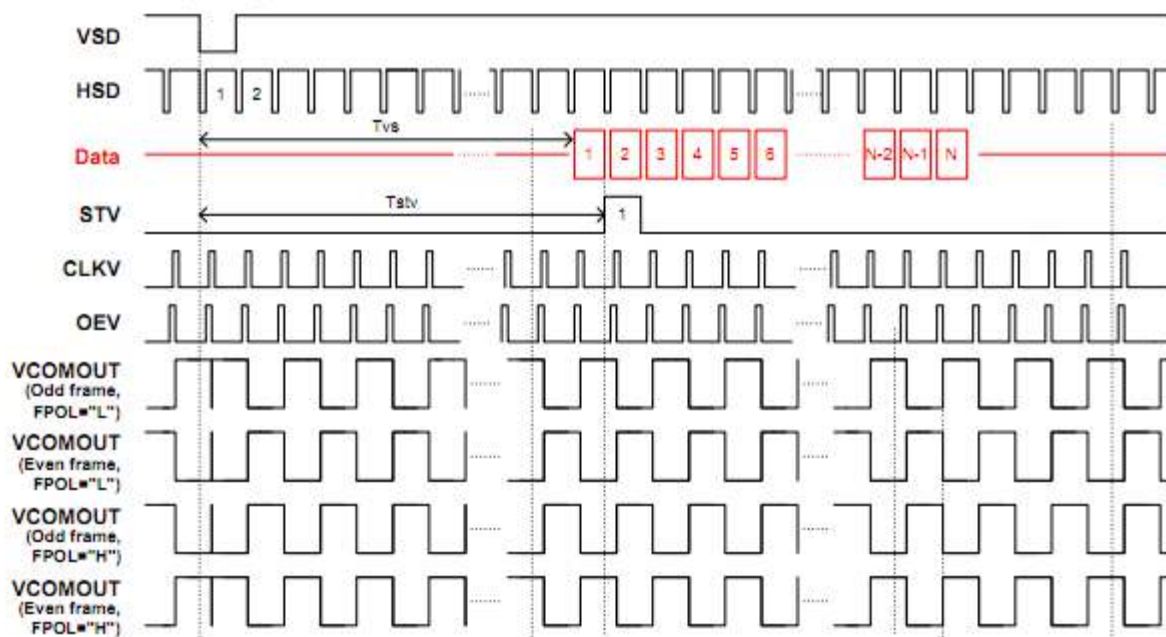 VSD
HSD
1 2
Tvs
Data
1 2 3 4 5 6 N-2 N-1 N
Tstv
STV
1
CLKV
OEV
VCOMOUT
(Odd frame,
FPOL="L")
VCOMOUT
(Even frame,
FPOL="L")
VCOMOUT
(Odd frame,
FPOL="H")
VCOMOUT
(Even frame,
FPOL="H")